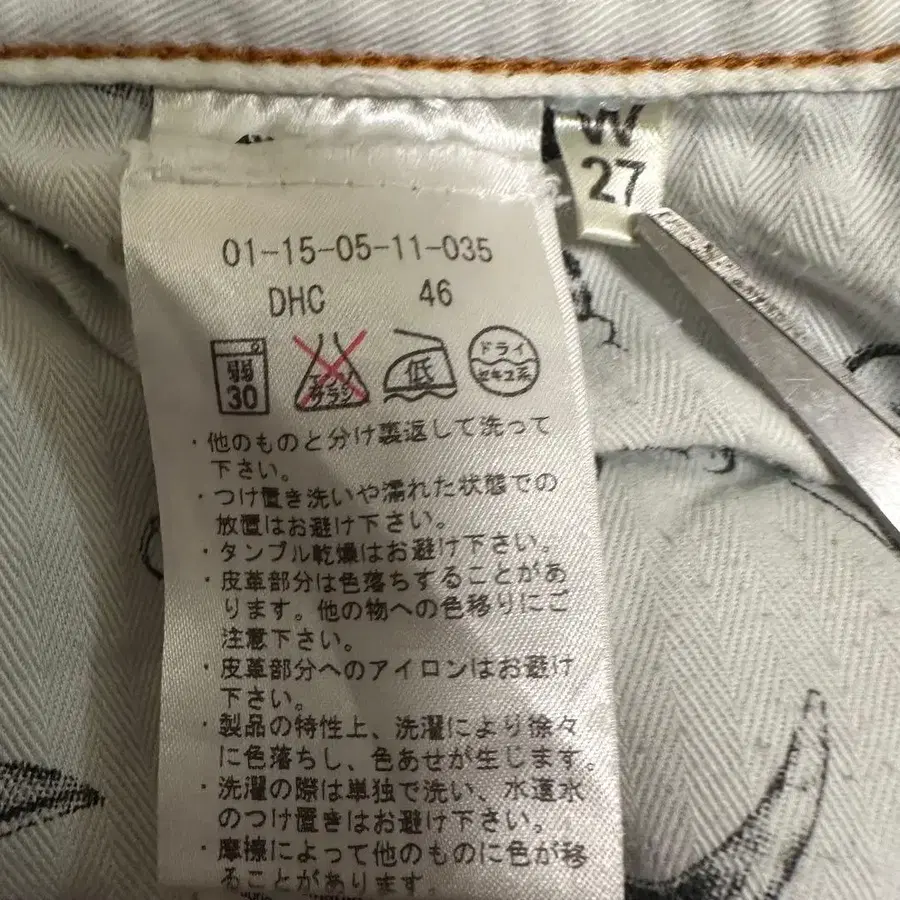 W
27
01-15-05-11-035
DHC 46
弱
30
エンソ
サラシ
低
ドライ
セキユ系
・他のものと分け裏返して洗って
下さい。
・つけ置き洗いや濡れた状態での
放置はお避け下さい。
・タンブル乾燥はお避け下さい。
・皮革部分は色落ちすることがあ
ります。他の物への色移りにご
注意下さい。
・皮革部分へのアイロンはお避け
下さい。
・製品の特性上、洗濯により徐々
に色落ちし、色あせが生じます。
・洗濯の際は単独で洗い、水道水
のつけ置きはお避け下さい。
・摩擦によって他のものに色が移
ることがあります。